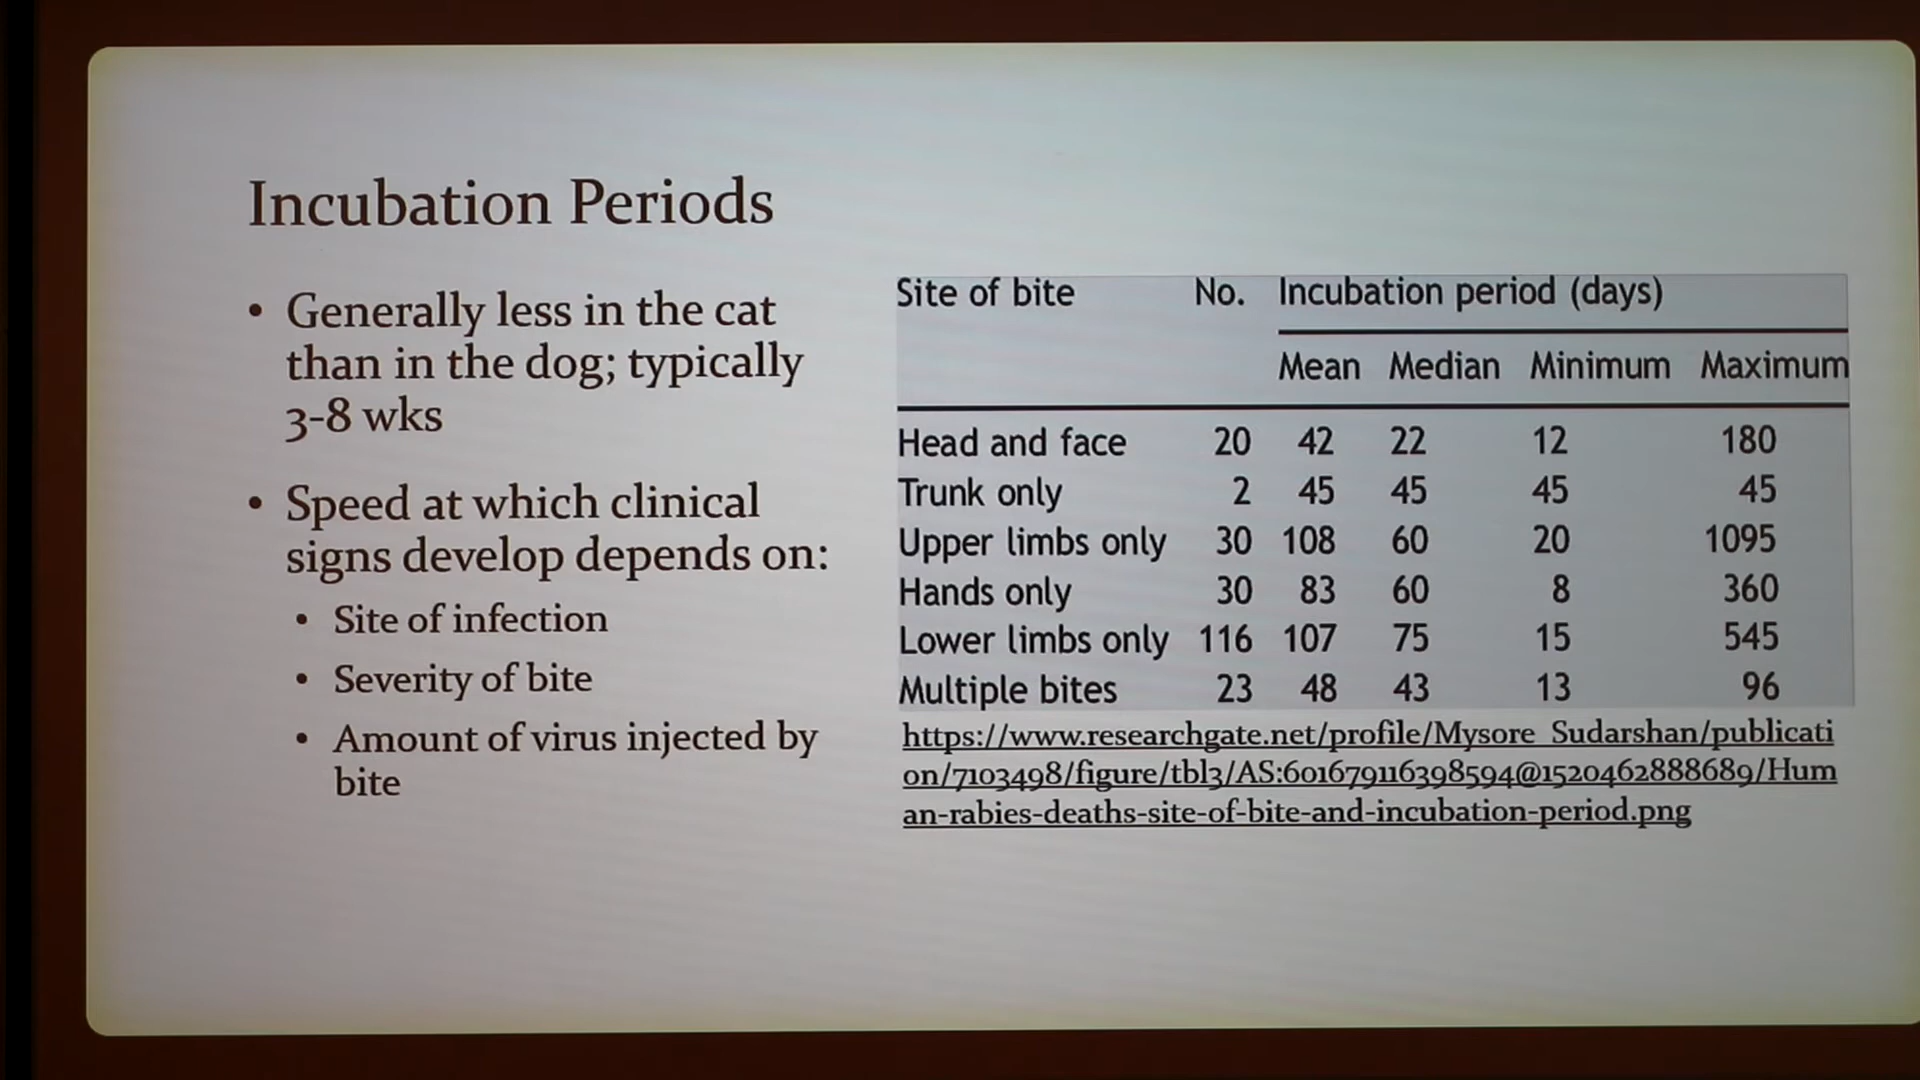 Incubation Periods
• Generally less in the cat
than in the dog; typically
3-8 wks
• Speed at which clinical
signs develop depends on:
• Site of infection
• Severity of bite
• Amount of virus injected by
bite
Site of bite No. Incubation period (days)
Mean Median Minimum Maximum
Head and face 20 42 22 12 180
Trunk only 2 45 45 45 45
Upper limbs only 30 108 60 20 1095
Hands only 30 83 60 8 360
Lower limbs only 116 107 75 15 545
Multiple bites 23 48 43 13 96
https://www.researchgate.net/profile/Mysore_Sudarshan/publicati
on/7103498/figure/tbl3/AS:601679116398594@1520462888689/Hum
an-rabies-deaths-site-of-bite-and-incubation-period.png